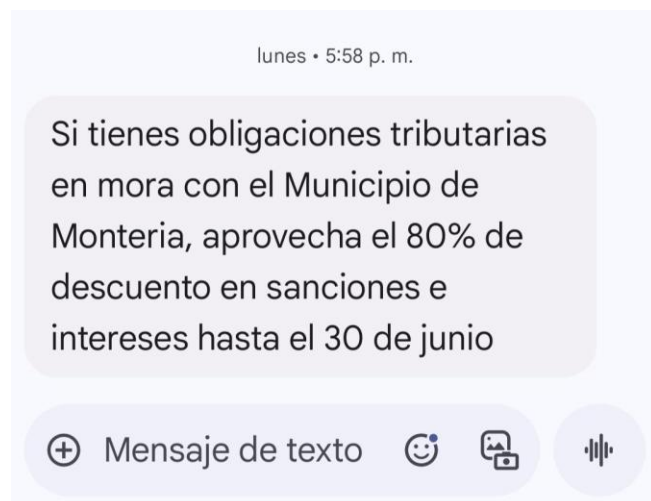 lunes • 5:58 p. m.
Si tienes obligaciones tributarias
en mora con el Municipio de
Monteria, aprovecha el 80% de
descuento en sanciones e
intereses hasta el 30 de junio
Mensaje de texto